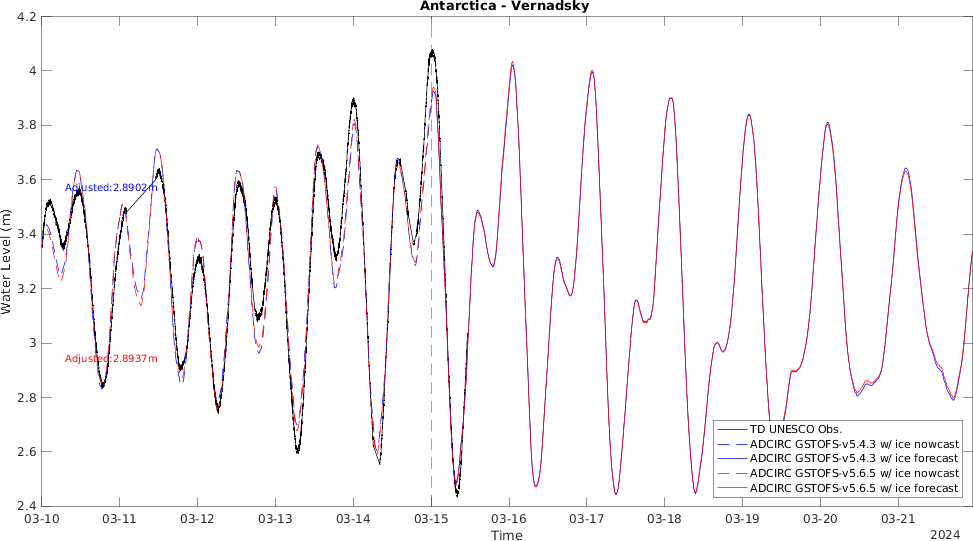 Antarctica - Vernadsky
4.2
4
3.8
3.6
3.4
3.2
3
2.8
2.6
2.4
Water Level (m)
Adjusted:2.8902m
Adjusted:2.8937m
TD UNESCO Obs.
ADCIRC GSTOFS-v5.4.3 w/ ice nowcast
ADCIRC GSTOFS-v5.4.3 w/ ice forecast
ADCIRC GSTOFS-v5.6.5 w/ ice nowcast
ADCIRC GSTOFS-v5.6.5 w/ ice forecast
03-10 03-11 03-12 03-13 03-14 03-15 03-16 03-17 03-18 03-19 03-20 03-21
Time
2024